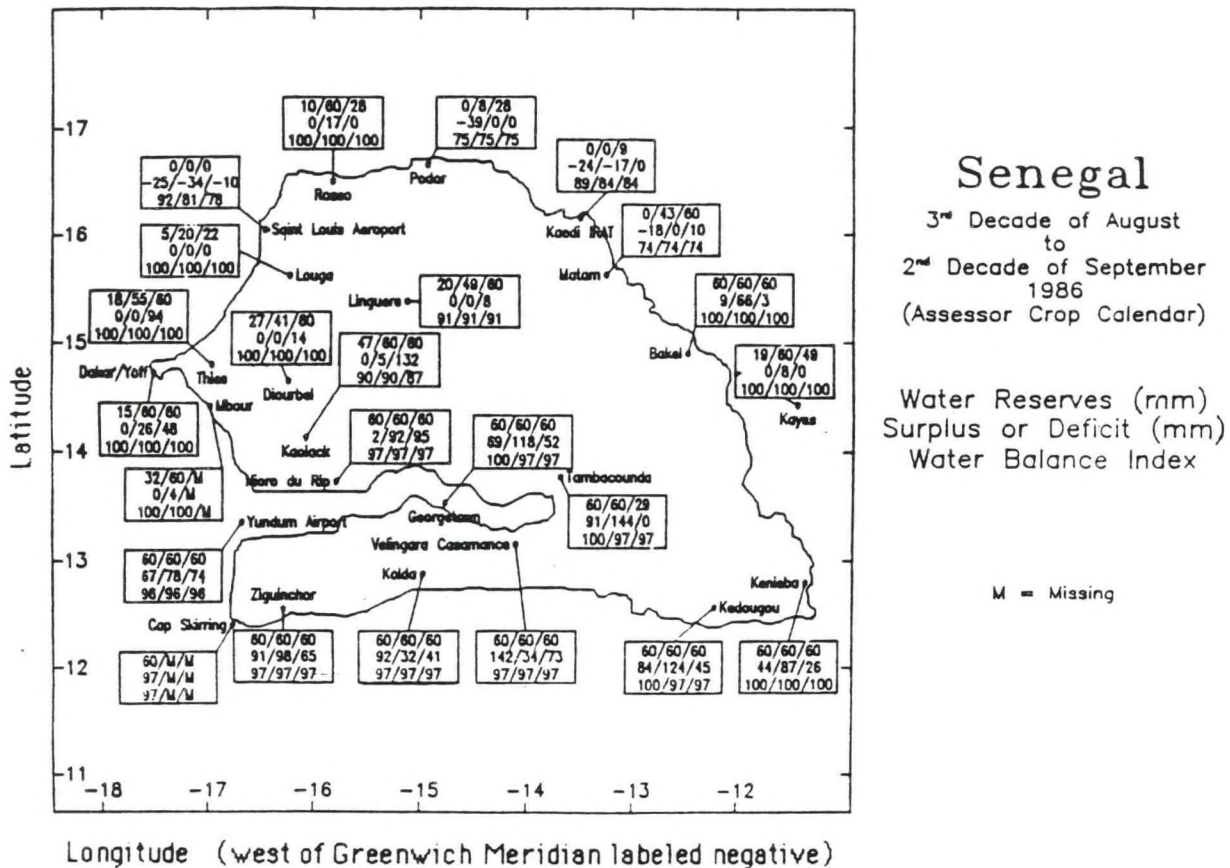 10/60/28
0/17/0
100/100/100
Rosso
0/8/28
-39/0/0
75/75/75
Podor
0/0/9
-24/-17/0
89/84/84
Kaedi IRAT
0/0/0
-25/-34/-10
92/81/78
Saint Louis Aeroport
5/20/22
0/0/0
100/100/100
Louga
0/43/60
-18/0/10
74/74/74
Matam
20/49/60
0/0/8
91/91/91
Linguere
60/60/60
9/66/3
100/100/100
Bakel
18/55/60
0/0/94
100/100/100
Thies
27/41/60
0/0/14
100/100/100
Diourbel
47/60/60
0/5/132
90/90/87
Kaolack
19/60/49
0/8/0
100/100/100
Kayes
Dakar/Yoff
15/60/60
0/26/48
100/100/100
Mbour
32/60/M
0/4/M
100/100/M
60/60/60
2/92/95
97/97/97
Nioro du Rip
60/60/60
69/118/52
100/97/97
Georgetown
Tambacounda
60/60/29
91/144/0
100/97/97
Yundum Airport
60/60/60
67/78/74
96/96/96
Velingara Casamance
60/60/60
142/34/73
97/97/97
Kolda
60/60/60
92/32/41
97/97/97
Ziguinchor
60/60/60
91/98/65
97/97/97
Cap Skirring
60/M/M
97/M/M
97/M/M
Kedougou
60/60/60
84/124/45
100/97/97
Kenieba
60/60/60
44/87/26
100/100/100
Latitude
-17
-16
-15
-14
-13
-12
-11
-18 -17 -16 -15 -14 -13 -12
Longitude (west of Greenwich Meridian labeled negative)
Senegal
3rd Decade of August
to
2nd Decade of September
1986
(Assessor Crop Calendar)
Water Reserves (mm)
Surplus or Deficit (mm)
Water Balance Index
M = Missing